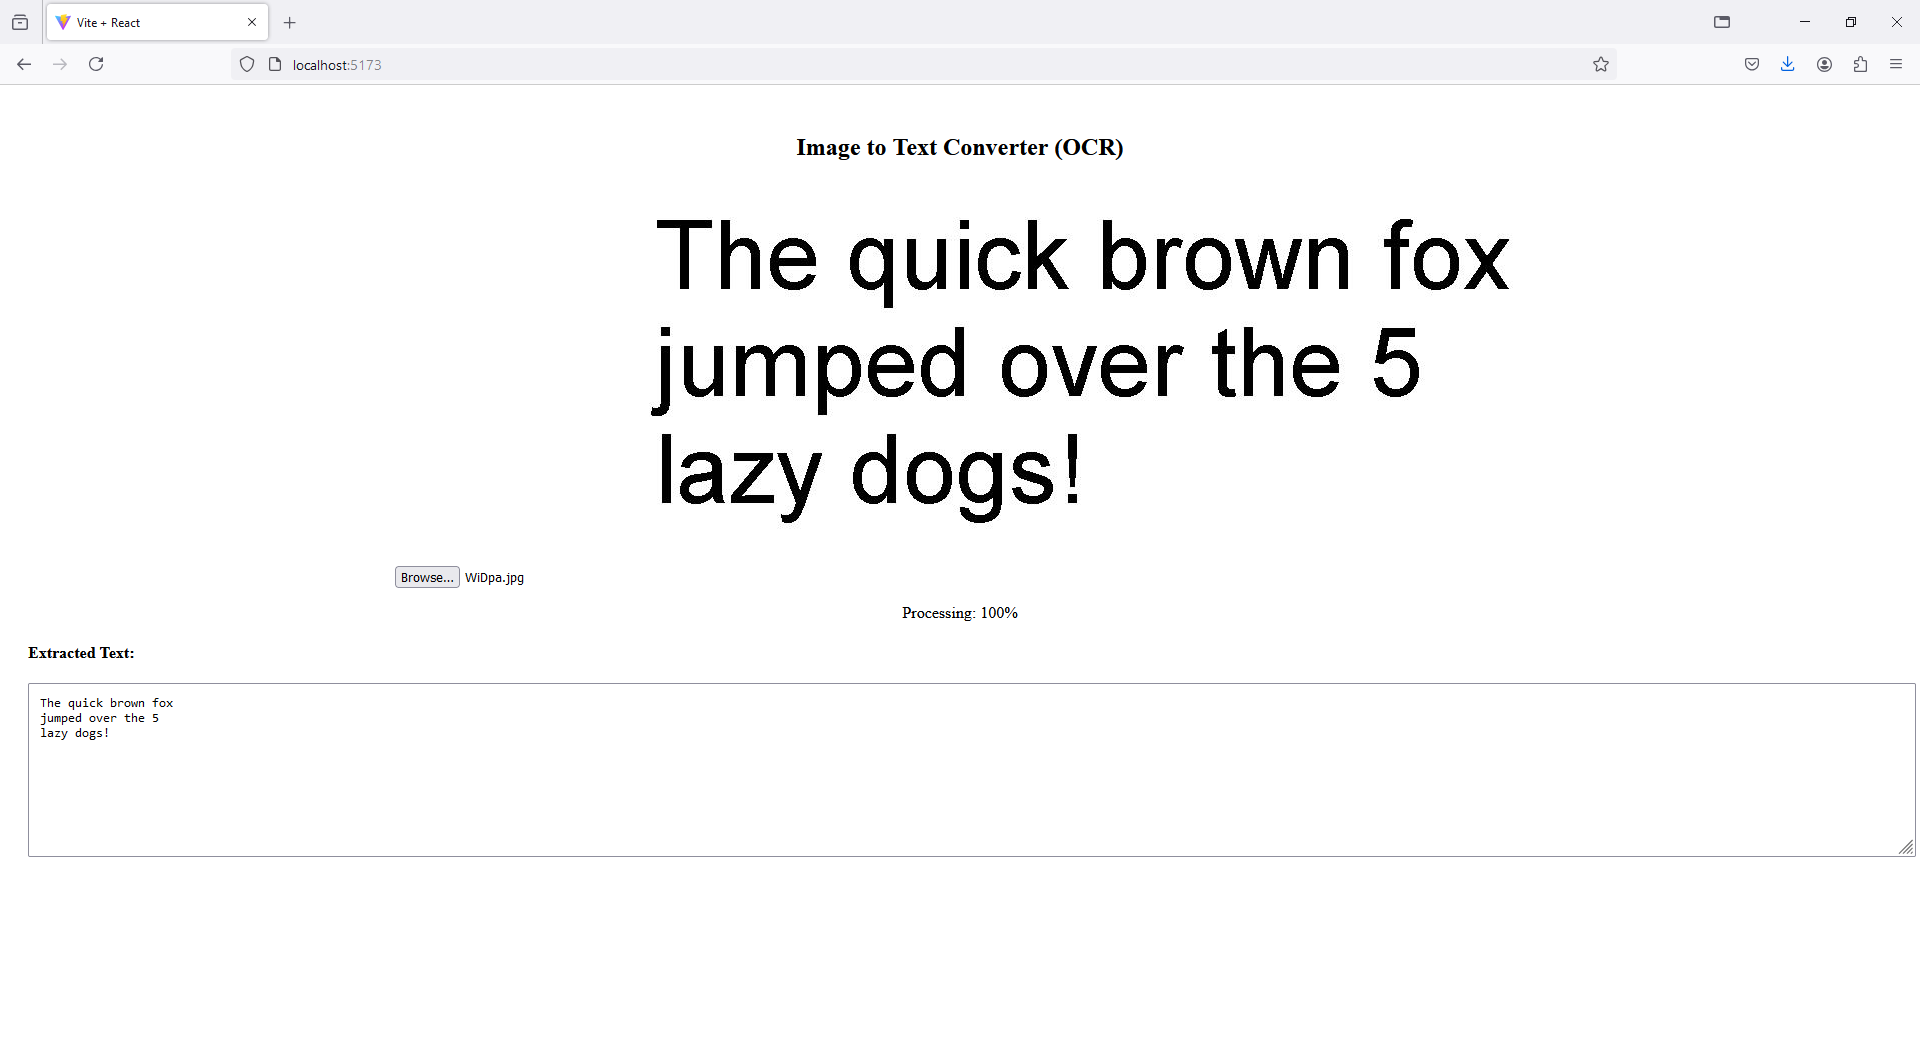 Vite + React
localhost:5173
Image to Text Converter (OCR)
The quick brown fox
jumped over the 5
lazy dogs!
Browse... WiDpa.jpg
Processing: 100%
Extracted Text:
The quick brown fox
jumped over the 5
lazy dogs!